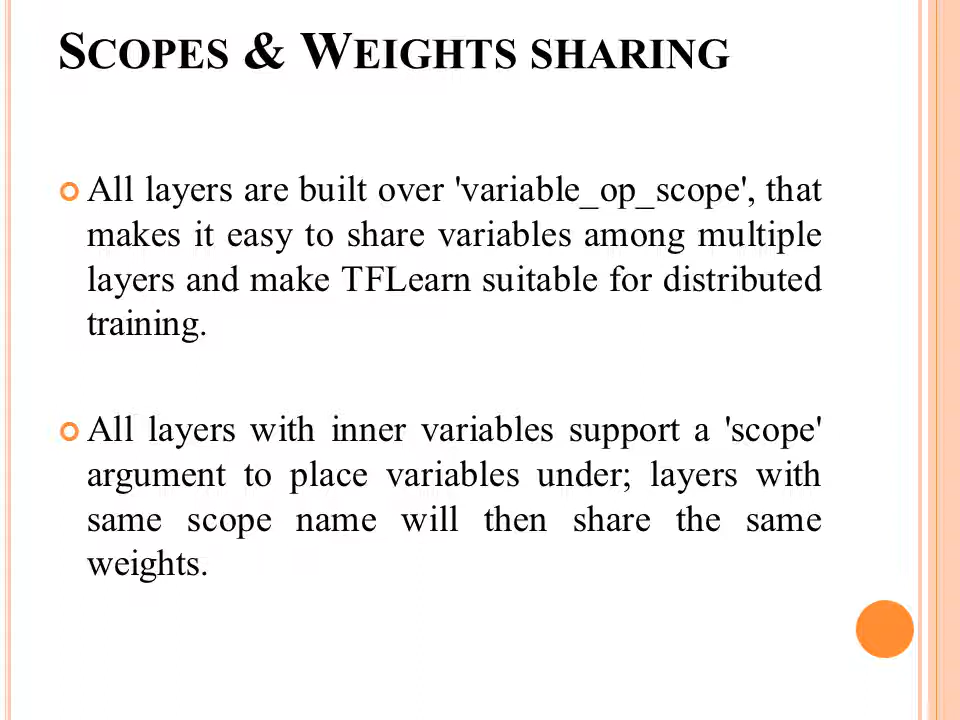 SCOPES & WEIGHTS SHARING
All layers are built over 'variable_op_scope', that
makes it easy to share variables among multiple
layers and make TFLearn suitable for distributed
training.
All layers with inner variables support a 'scope'
argument to place variables under; layers with
same scope name will then share the same
weights.